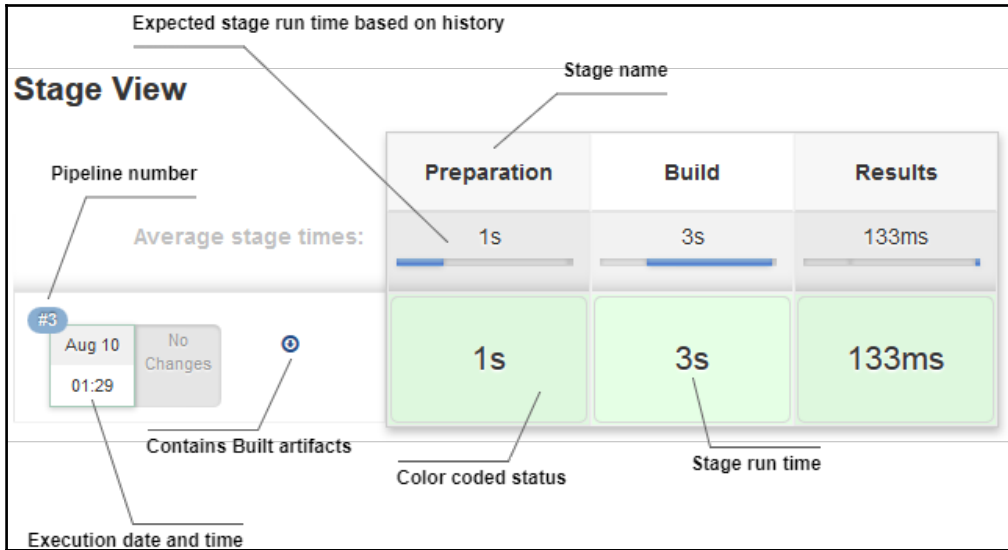 Expected stage run time based on history
Stage name
Stage View
Pipeline number
Preparation
Build
Results
Average stage times:
1s
3s
133ms
#3
Aug 10
No
Changes
01:29
1s
3s
133ms
Contains Built artifacts
Color coded status
Stage run time
Execution date and time